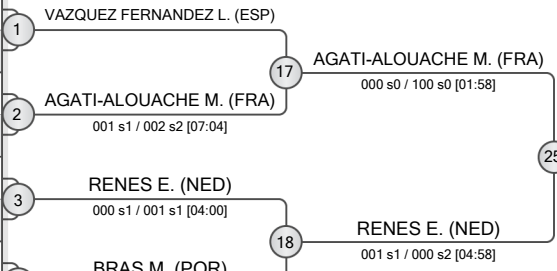 VAZQUEZ FERNANDEZ L. (ESP)
1
17
AGATI-ALOUACHE M. (FRA)
000 s0 / 100 s0 [01:58]
AGATI-ALOUACHE M. (FRA)
2
001 s1 / 002 s2 [07:04]
25
RENES E. (NED)
3
000 s1 / 001 s1 [04:00]
18
RENES E. (NED)
001 s1 / 000 s2 [04:58]
BRAS M. (POR)